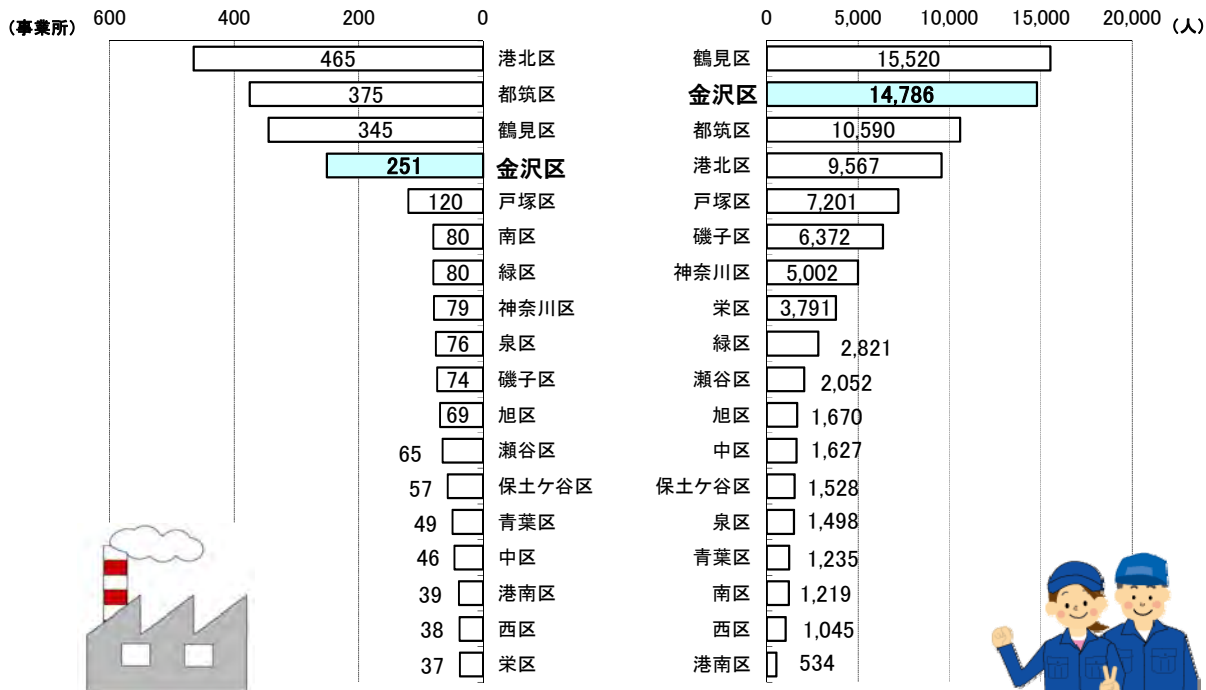 600 400 200 0
(事業所)
465 港北区
375 都筑区
345 鶴見区
251 金沢区
120 戸塚区
80 南区
80 緑区
79 神奈川区
76 泉区
74 磯子区
69 旭区
65 瀬谷区
57 保土ケ谷区
49 青葉区
46 中区
39 港南区
38 西区
37 栄区
0 5,000 10,000 15,000 20,000
(人)
鶴見区 15,520
金沢区 14,786
都筑区 10,590
港北区 9,567
戸塚区 7,201
磯子区 6,372
神奈川区 5,002
栄区 3,791
緑区 2,821
瀬谷区 2,052
旭区 1,670
中区 1,627
保土ケ谷区 1,528
泉区 1,498
青葉区 1,235
南区 1,219
西区 1,045
港南区 534